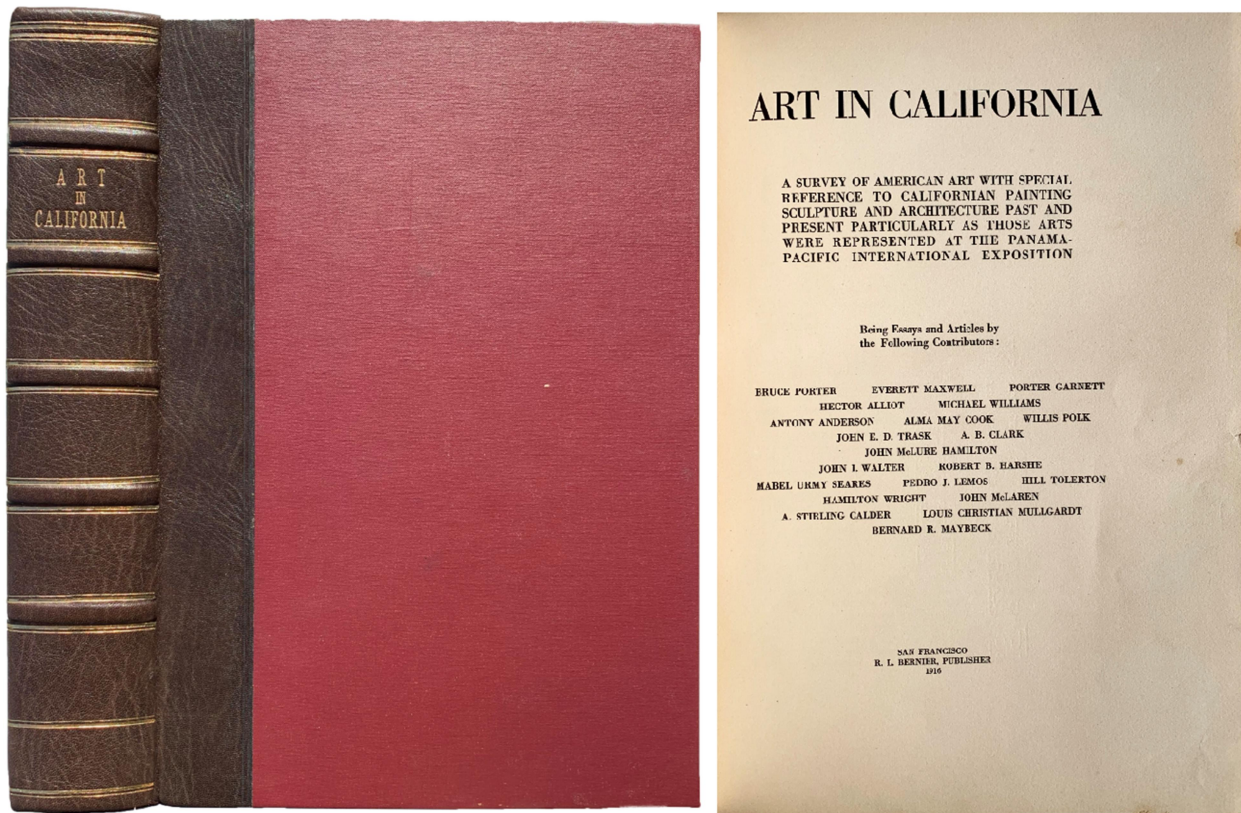 ART
IN
CALIFORNIA
ART IN CALIFORNIA
A SURVEY OF AMERICAN ART WITH SPECIAL
REFERENCE TO CALIFORNIAN PAINTING
SCULPTURE AND ARCHITECTURE PAST AND
PRESENT PARTICULARLY AS THOSE ARTS
WERE REPRESENTED AT THE PANAMA-
PACIFIC INTERNATIONAL EXPOSITION
Being Essays and Articles by
the Following Contributors:
BRUCE PORTER EVERETT MAXWELL PORTER GARNETT
HECTOR ALLIOT MICHAEL WILLIAMS
ANTONY ANDERSON ALMA MAY COOK WILLIS POLK
JOHN E. D. TRASK A. B. CLARK
JOHN McLURE HAMILTON
JOHN I. WALTER ROBERT B. HARSHE
MABEL URMY SEARES PEDRO J. LEMOS HILL TOLERTON
HAMILTON WRIGHT JOHN McLAREN
A. STIRLING CALDER LOUIS CHRISTIAN MULLGARDT
BERNARD R. MAYBECK
SAN FRANCISCO
R. L. BERNIER, PUBLISHER
1916